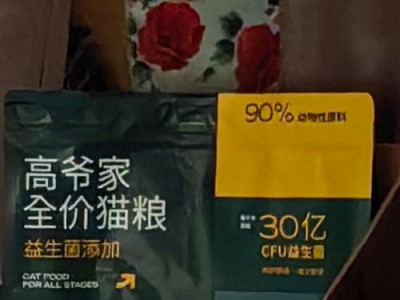 高爷家
全价猫粮
益生菌添加
CAT FOOD
FOR ALL STAGES
90% 动物性原料
30亿
CFU益生菌